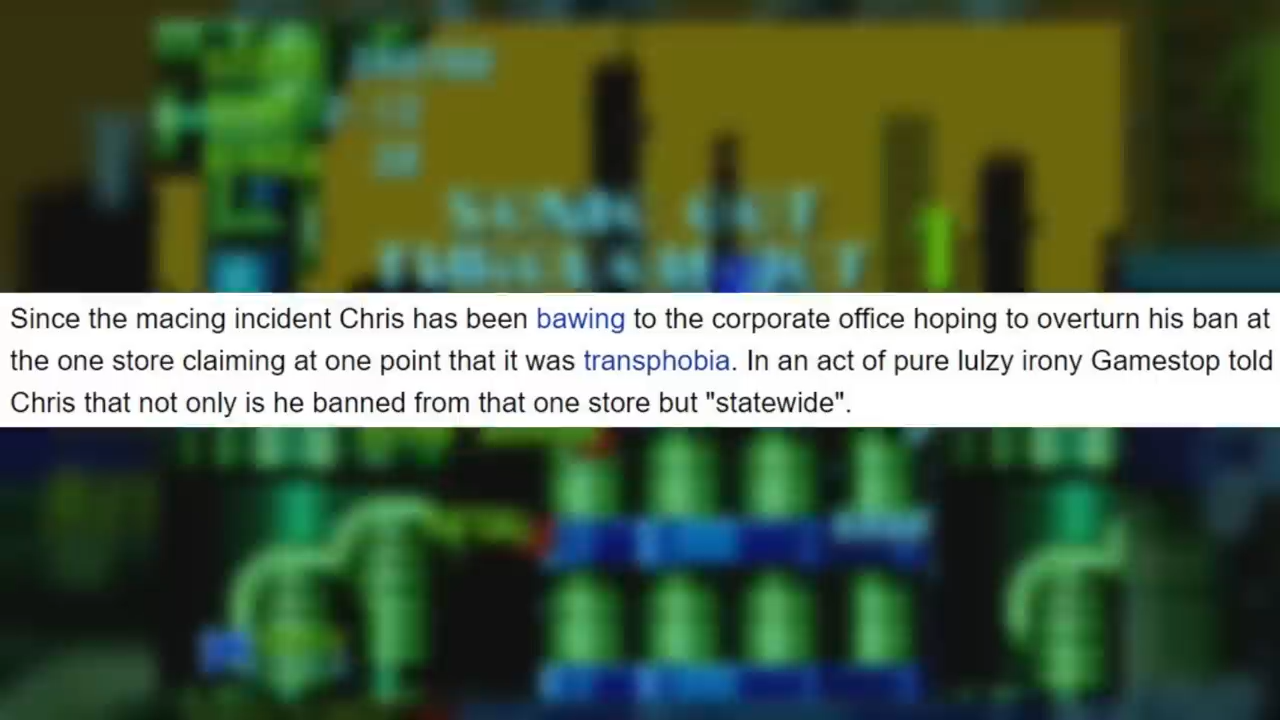 Since the macing incident Chris has been bawing to the corporate office hoping to overturn his ban at
the one store claiming at one point that it was transphobia. In an act of pure lulzy irony Gamestop told
Chris that not only is he banned from that one store but "statewide".